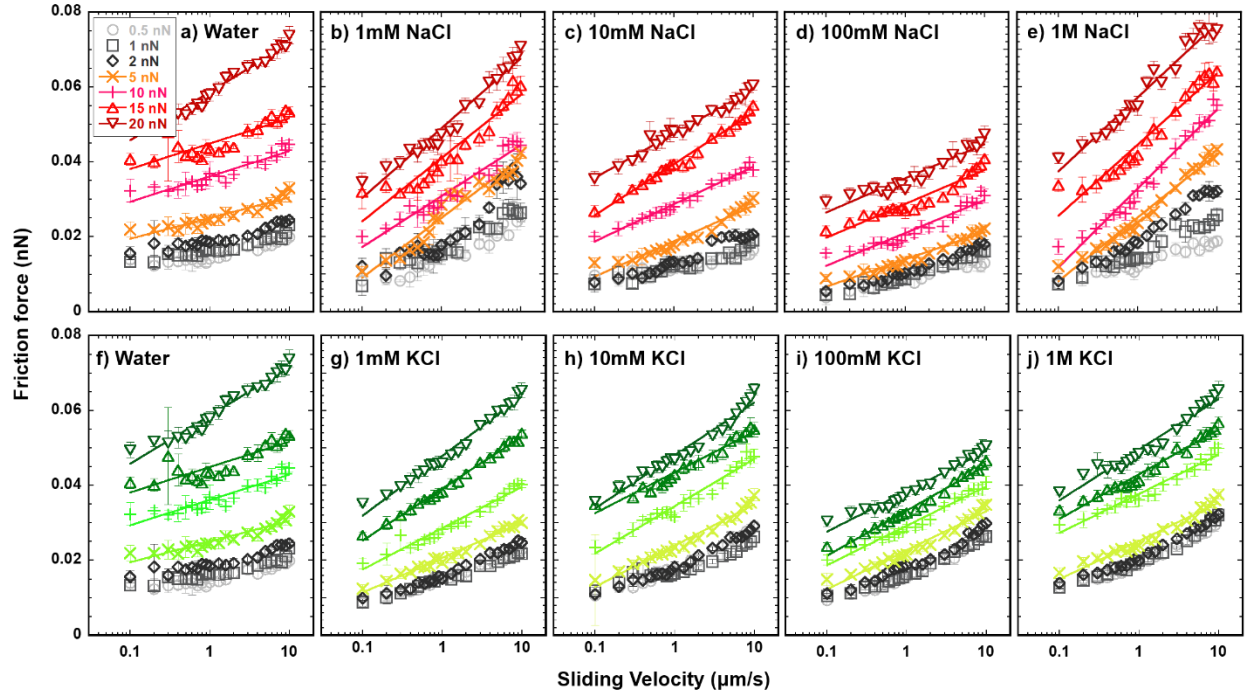 0.08
0.06
0.04
0.02
0
a) Water
b) 1mM NaCl
c) 10mM NaCl
d) 100mM NaCl
e) 1M NaCl
0.5 nN
1 nN
2 nN
5 nN
10 nN
15 nN
20 nN
Friction force (nN)
0.08
0.06
0.04
0.02
0
f) Water
g) 1mM KCl
h) 10mM KCl
i) 100mM KCl
j) 1M KCl
0.1 1 10 0.1 1 10 0.1 1 10 0.1 1 10 0.1 1 10
Sliding Velocity (μm/s)